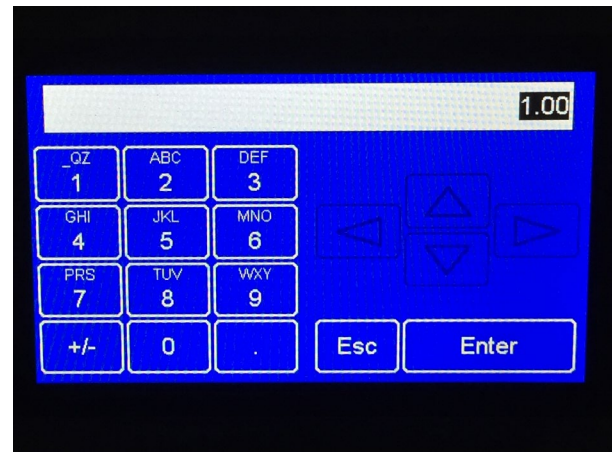 1.00
_QZ ABC DEF
1 2 3
GHI JKL MNO
4 5 6
PRS TUV WXY
7 8 9
+/- 0 . Esc Enter